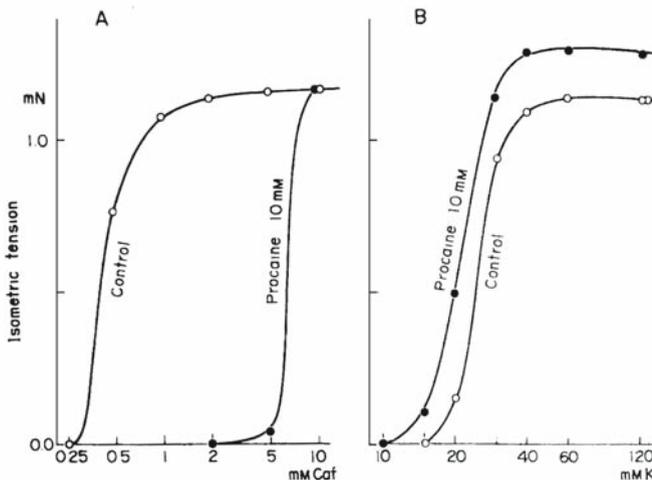 A
mN
1.0
Isometric tension
0.0
Control
Procaine 10 mM
0.25 0.5 1 2 5 10
mM Caf
B
Procaine 10 mM
Control
10 20 40 60 120
mM K